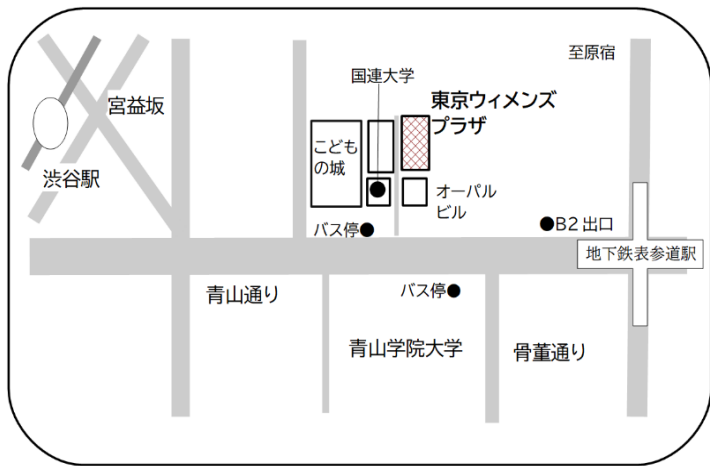 至原宿
国連大学
宮益坂
東京ウィメンズ
プラザ
こども
の城
渋谷駅
オーパル
ビル
バス停●
●B2出口
地下鉄表参道駅
青山通り
バス停●
青山学院大学
骨董通り